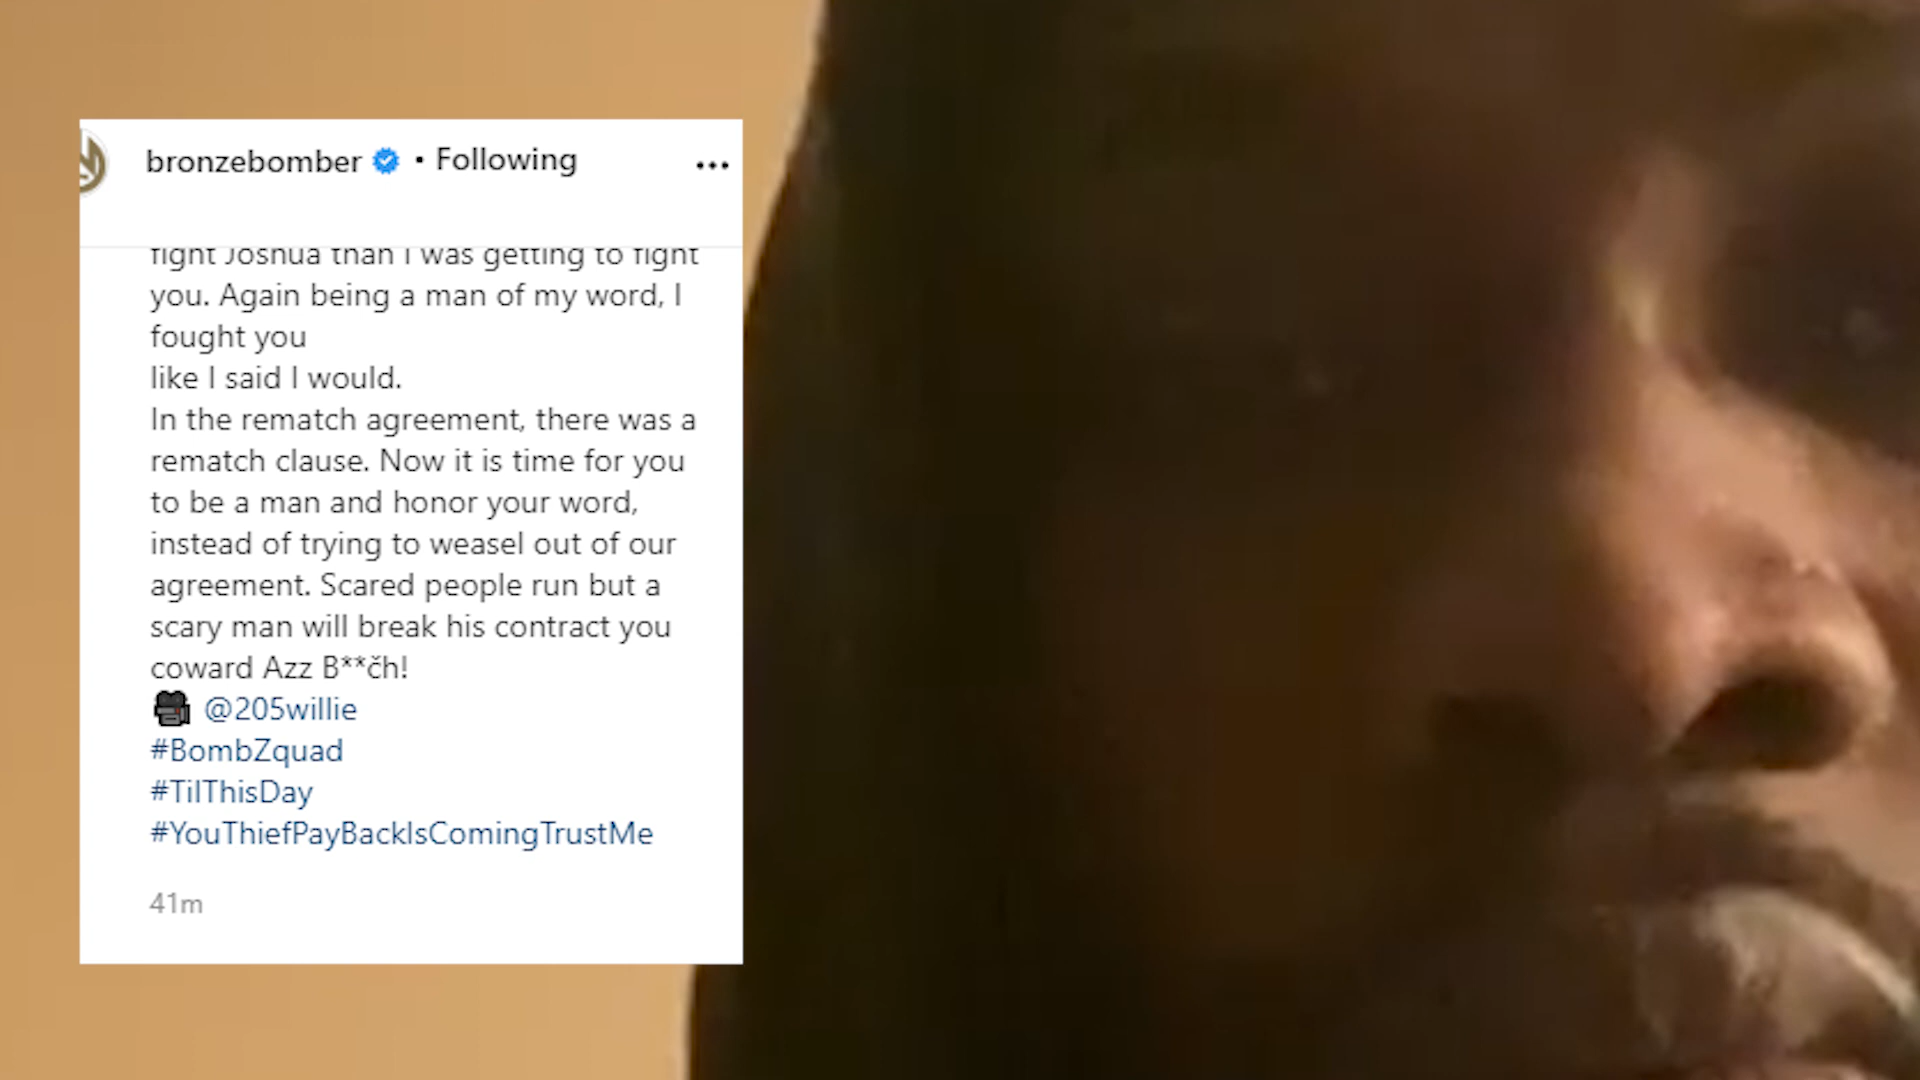 bronzebomber • Following
fight Joshua than I was getting to fight
you. Again being a man of my word, I
fought you
like I said I would.
In the rematch agreement, there was a
rematch clause. Now it is time for you
to be a man and honor your word,
instead of trying to weasel out of our
agreement. Scared people run but a
scary man will break his contract you
coward Azz B**čh!
@205willie
#BombZquad
#TilThisDay
#YouThiefPayBackIsComingTrustMe
41m